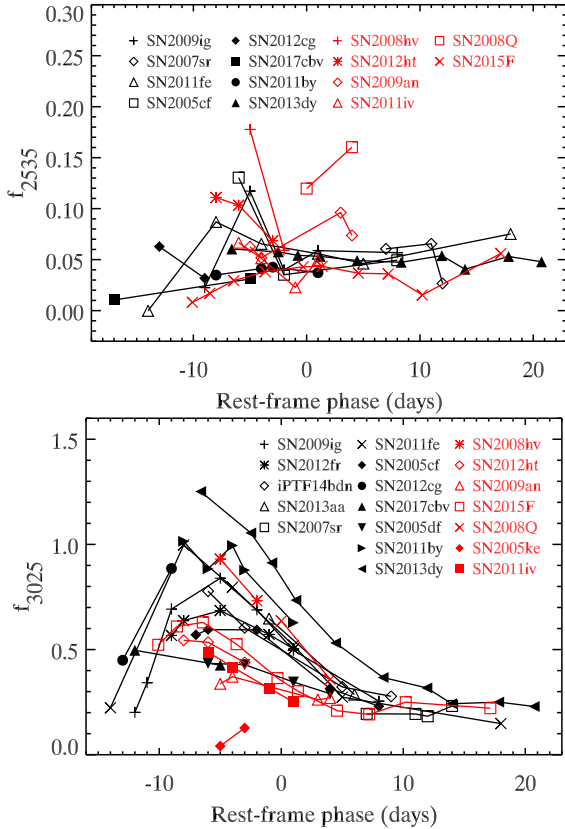 0.30
0.25
0.20
0.15
0.10
0.05
0.00
f2535
SN2009ig SN2012cg SN2008hv SN2008Q
SN2007sr SN2017cbv SN2012ht SN2015F
SN2011fe SN2011by SN2009an
SN2005cf SN2013dy SN2011iv
-10 0 10 20
Rest-frame phase (days)
1.5
1.0
0.5
0.0
f3025
SN2009ig SN2011fe SN2008hv
SN2012fr SN2005cf SN2012ht
iPTF14bdn SN2012cg SN2009an
SN2013aa SN2017cbv SN2015F
SN2007sr SN2005df SN2008Q
SN2011by SN2005ke
SN2013dy SN2011iv
-10 0 10 20
Rest-frame phase (days)